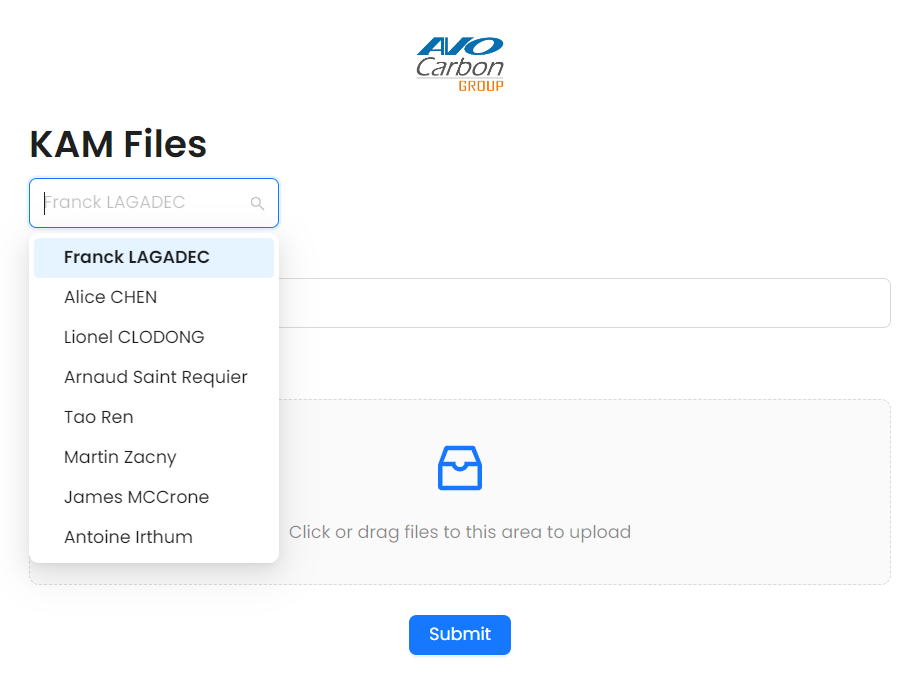 AVO
Carbon
GROUP
KAM Files
Franck LAGADEC
Franck LAGADEC
Alice CHEN
Lionel CLODONG
Arnaud Saint Requier
Tao Ren
Martin Zacny
James MCCrone
Antoine Irthum
Click or drag files to this area to upload
Submit